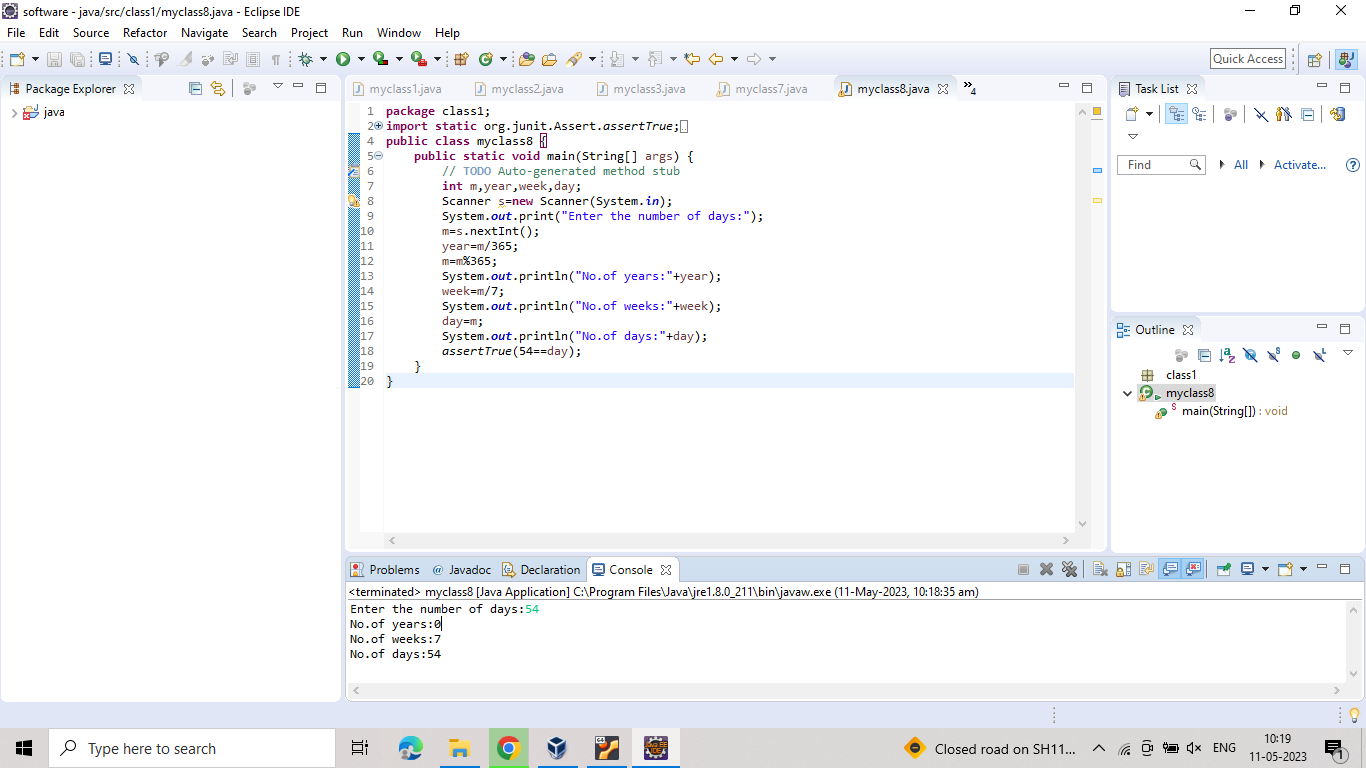 software - java/src/class1/myclass8.java - Eclipse IDE
File Edit Source Refactor Navigate Search Project Run Window Help
Quick Access
Package Explorer
java
myclass1.java myclass2.java myclass3.java myclass7.java myclass8.java »4
1 package class1;
2 import static org.junit.Assert.assertTrue;
4 public class myclass8 {
5 public static void main(String[] args) {
6 // TODO Auto-generated method stub
7 int m,year,week,day;
8 Scanner s=new Scanner(System.in);
9 System.out.print("Enter the number of days:");
10 m=s.nextInt();
11 year=m/365;
12 m=m%365;
13 System.out.println("No.of years:"+year);
14 week=m/7;
15 System.out.println("No.of weeks:"+week);
16 day=m;
17 System.out.println("No.of days:"+day);
18 assertTrue(54==day);
19 }
20 }
Task List
Find All Activate...
Outline
class1
myclass8
main(String[]) : void
Problems @ Javadoc Declaration Console
<terminated> myclass8 [Java Application] C:\Program Files\Java\jre1.8.0_211\bin\javaw.exe (11-May-2023, 10:18:35 am)
Enter the number of days:54
No.of years:0
No.of weeks:7
No.of days:54
Type here to search
Closed road on SH11...
ENG
10:19
11-05-2023
1